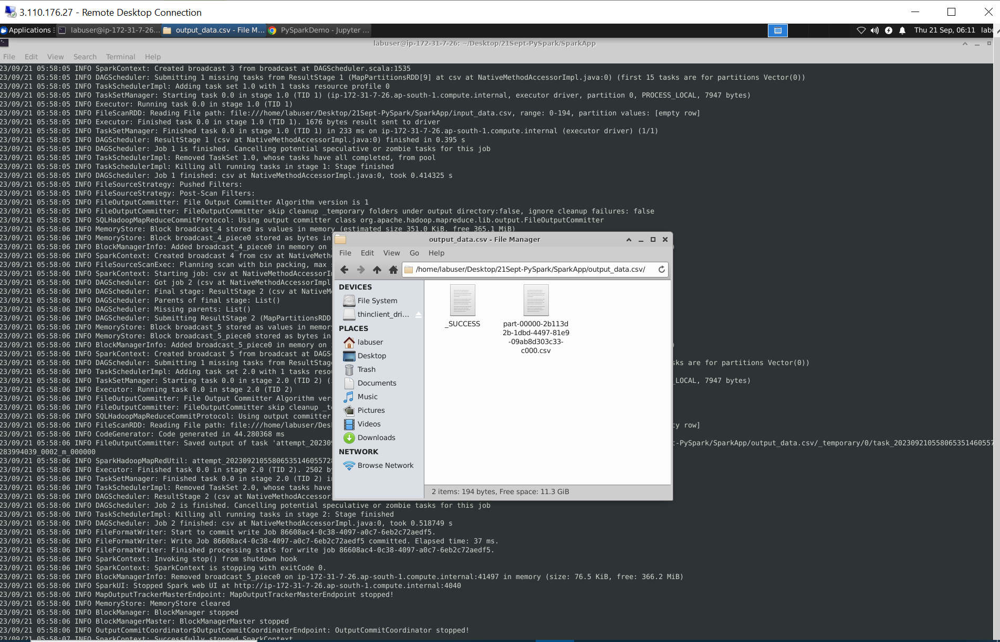 3.110.176.27 - Remote Desktop Connection
Applications
labuser@ip-172-31-7-26...
output_data.csv - File M...
PySparkDemo - Jupyter ...
Thu 21 Sep, 06:11
labu
labuser@ip-172-31-7-26: ~/Desktop/21Sept-PySpark/SparkApp
File Edit View Search Terminal Help
23/09/21 05:58:05 INFO SparkContext: Created broadcast 3 from broadcast at DAGScheduler.scala:1535
23/09/21 05:58:05 INFO DAGScheduler: Submitting 1 missing tasks from ResultStage 1 (MapPartitionsRDD[9] at csv at NativeMethodAccessorImpl.java:0) (first 15 tasks are for partitions Vector(0))
23/09/21 05:58:05 INFO TaskSchedulerImpl: Adding task set 1.0 with 1 tasks resource profile 0
23/09/21 05:58:05 INFO TaskSetManager: Starting task 0.0 in stage 1.0 (TID 1) (ip-172-31-7-26.ap-south-1.compute.internal, executor driver, partition 0, PROCESS_LOCAL, 7947 bytes)
23/09/21 05:58:05 INFO Executor: Running task 0.0 in stage 1.0 (TID 1)
23/09/21 05:58:05 INFO FileScanRDD: Reading File path: file:///home/labuser/Desktop/21Sept-PySpark/SparkApp/input_data.csv, range: 0-194, partition values: [empty row]
23/09/21 05:58:05 INFO Executor: Finished task 0.0 in stage 1.0 (TID 1). 1676 bytes result sent to driver
23/09/21 05:58:05 INFO TaskSetManager: Finished task 0.0 in stage 1.0 (TID 1) in 233 ms on ip-172-31-7-26.ap-south-1.compute.internal (executor driver) (1/1)
23/09/21 05:58:05 INFO DAGScheduler: ResultStage 1 (csv at NativeMethodAccessorImpl.java:0) finished in 0.395 s
23/09/21 05:58:05 INFO DAGScheduler: Job 1 is finished. Cancelling potential speculative or zombie tasks for this job
23/09/21 05:58:05 INFO TaskSchedulerImpl: Removed TaskSet 1.0, whose tasks have all completed, from pool
23/09/21 05:58:05 INFO TaskSchedulerImpl: Killing all running tasks in stage 1: Stage finished
23/09/21 05:58:05 INFO DAGScheduler: Job 1 finished: csv at NativeMethodAccessorImpl.java:0, took 0.414325 s
23/09/21 05:58:05 INFO FileSourceStrategy: Pushed Filters:
23/09/21 05:58:05 INFO FileSourceStrategy: Post-Scan Filters:
23/09/21 05:58:05 INFO FileOutputCommitter: File Output Committer Algorithm version is 1
23/09/21 05:58:05 INFO FileOutputCommitter: FileOutputCommitter skip cleanup _temporary folders under output directory:false, ignore cleanup failures: false
23/09/21 05:58:05 INFO SQLHadoopMapReduceCommitProtocol: Using output committer class org.apache.hadoop.mapreduce.lib.output.FileOutputCommitter
23/09/21 05:58:05 INFO MemoryStore: Block broadcast_4 stored as values in memory (estimated size 351.0 KiB, free 365.1 MiB)
23/09/21 05:58:05 INFO MemoryStore: Block broadcast_4_piece0 stored as bytes in
23/09/21 05:58:05 INFO BlockManagerInfo: Added broadcast_4_piece0 in memory on
23/09/21 05:58:05 INFO SparkContext: Created broadcast 4 from csv at NativeMeth
23/09/21 05:58:05 INFO FileSourceScanExec: Planning scan with bin packing, max
23/09/21 05:58:05 INFO SparkContext: Starting job: csv at NativeMethodAccessorI
23/09/21 05:58:05 INFO DAGScheduler: Got job 2 (csv at NativeMethodAccessorImpl
23/09/21 05:58:05 INFO DAGScheduler: Final stage: ResultStage 2 (csv at NativeM
23/09/21 05:58:06 INFO DAGScheduler: Parents of final stage: List()
23/09/21 05:58:06 INFO DAGScheduler: Missing parents: List()
23/09/21 05:58:06 INFO DAGScheduler: Submitting ResultStage 2 (MapPartitionsRDD
23/09/21 05:58:06 INFO MemoryStore: Block broadcast_5 stored as values in memor
23/09/21 05:58:06 INFO MemoryStore: Block broadcast_5_piece0 stored as bytes in
23/09/21 05:58:06 INFO BlockManagerInfo: Added broadcast_5_piece0 in memory on
23/09/21 05:58:06 INFO SparkContext: Created broadcast 5 from broadcast at DAGS
23/09/21 05:58:06 INFO DAGScheduler: Submitting 1 missing tasks from ResultStag sks are for partitions Vector(0))
23/09/21 05:58:06 INFO TaskSchedulerImpl: Adding task set 2.0 with 1 tasks reso
23/09/21 05:58:06 INFO TaskSetManager: Starting task 0.0 in stage 2.0 (TID 2) ( _LOCAL, 7947 bytes)
23/09/21 05:58:06 INFO Executor: Running task 0.0 in stage 2.0 (TID 2)
23/09/21 05:58:06 INFO FileOutputCommitter: File Output Committer Algorithm ver
23/09/21 05:58:06 INFO FileOutputCommitter: FileOutputCommitter skip cleanup _t
23/09/21 05:58:06 INFO SQLHadoopMapReduceCommitProtocol: Using output committer
23/09/21 05:58:06 INFO FileScanRDD: Reading File path: file:///home/labuser/Des ty row]
23/09/21 05:58:06 INFO CodeGenerator: Code generated in 44.280368 ms
23/09/21 05:58:06 INFO FileOutputCommitter: Saved output of task 'attempt_20230 t-PySpark/SparkApp/output_data.csv/_temporary/0/task_202309210558065351460557
283994039_0002_m_000000
23/09/21 05:58:06 INFO SparkHadoopMapRedUtil: attempt_20230921055806535146055728
23/09/21 05:58:06 INFO Executor: Finished task 0.0 in stage 2.0 (TID 2). 2502 b
23/09/21 05:58:06 INFO TaskSetManager: Finished task 0.0 in stage 2.0 (TID 2) i
23/09/21 05:58:06 INFO TaskSchedulerImpl: Removed TaskSet 2.0, whose tasks have
23/09/21 05:58:06 INFO DAGScheduler: ResultStage 2 (csv at NativeMethodAccessorI
23/09/21 05:58:06 INFO DAGScheduler: Job 2 is finished. Cancelling potential speculative or zombie tasks for this job
23/09/21 05:58:06 INFO TaskSchedulerImpl: Killing all running tasks in stage 2: Stage finished
23/09/21 05:58:06 INFO DAGScheduler: Job 2 finished: csv at NativeMethodAccessorImpl.java:0, took 0.518749 s
23/09/21 05:58:06 INFO FileFormatWriter: Start to commit write Job 86608ac4-0c38-4097-a0c7-6eb2c72aedf5.
23/09/21 05:58:06 INFO FileFormatWriter: Write Job 86608ac4-0c38-4097-a0c7-6eb2c72aedf5 committed. Elapsed time: 37 ms.
23/09/21 05:58:06 INFO FileFormatWriter: Finished processing stats for write job 86608ac4-0c38-4097-a0c7-6eb2c72aedf5.
23/09/21 05:58:06 INFO SparkContext: Invoking stop() from shutdown hook
23/09/21 05:58:06 INFO SparkContext: SparkContext is stopping with exitCode 0.
23/09/21 05:58:06 INFO BlockManagerInfo: Removed broadcast_5_piece0 on ip-172-31-7-26.ap-south-1.compute.internal:41497 in memory (size: 76.5 KiB, free: 366.2 MiB)
23/09/21 05:58:06 INFO SparkUI: Stopped Spark web UI at http://ip-172-31-7-26.ap-south-1.compute.internal:4040
23/09/21 05:58:06 INFO MapOutputTrackerMasterEndpoint: MapOutputTrackerMasterEndpoint stopped!
23/09/21 05:58:06 INFO MemoryStore: MemoryStore cleared
23/09/21 05:58:06 INFO BlockManager: BlockManager stopped
23/09/21 05:58:06 INFO BlockManagerMaster: BlockManagerMaster stopped
23/09/21 05:58:06 INFO OutputCommitCoordinator$OutputCommitCoordinatorEndpoint: OutputCommitCoordinator stopped!
23/09/21 05:58:07 INFO SparkContext: Successfully stopped SparkContext
output_data.csv - File Manager
File Edit View Go Help
/home/labuser/Desktop/21Sept-PySpark/SparkApp/output_data.csv/
DEVICES
File System
thinclient_dri...
PLACES
labuser
Desktop
Trash
Documents
Music
Pictures
Videos
Downloads
NETWORK
Browse Network
_SUCCESS
part-00000-2b113d
2b-1dbd-4497-81e9
-09ab8d303c33-
c000.csv
2 items: 194 bytes, Free space: 11.3 GiB